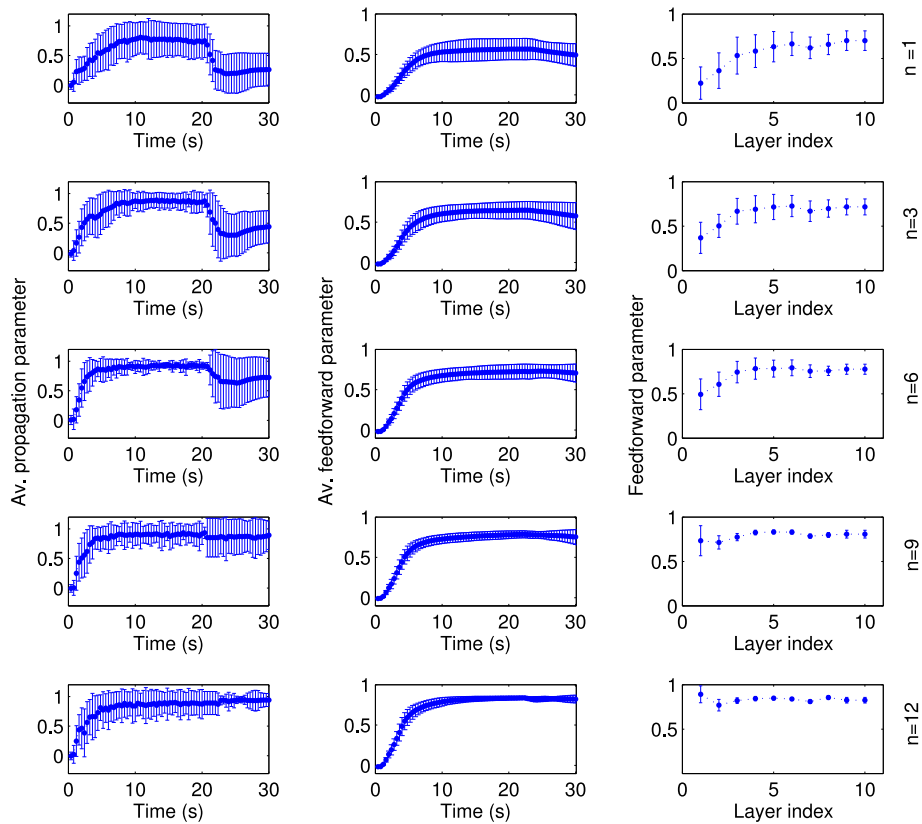 1
0.5
0
0 10 20 30
Time (s)
1
0.5
0
0 10 20 30
Time (s)
1
0.5
0
0 5 10
Layer index
n =1
1
0.5
0
0 10 20 30
Time (s)
1
0.5
0
0 10 20 30
Time (s)
1
0.5
0
0 5 10
Layer index
n=3
1
0.5
0
0 10 20 30
Time (s)
1
0.5
0
0 10 20 30
Time (s)
1
0.5
0
0 5 10
Layer index
n=6
Av. propagation parameter
Av. feedforward parameter
Feedforward parameter
1
0.5
0
0 10 20 30
Time (s)
1
0.5
0
0 10 20 30
Time (s)
1
0.5
0 5 10
Layer index
n=9
1
0.5
0
0 10 20 30
Time (s)
1
0.5
0
0 10 20 30
Time (s)
1
0.5
0 5 10
Layer index
n=12